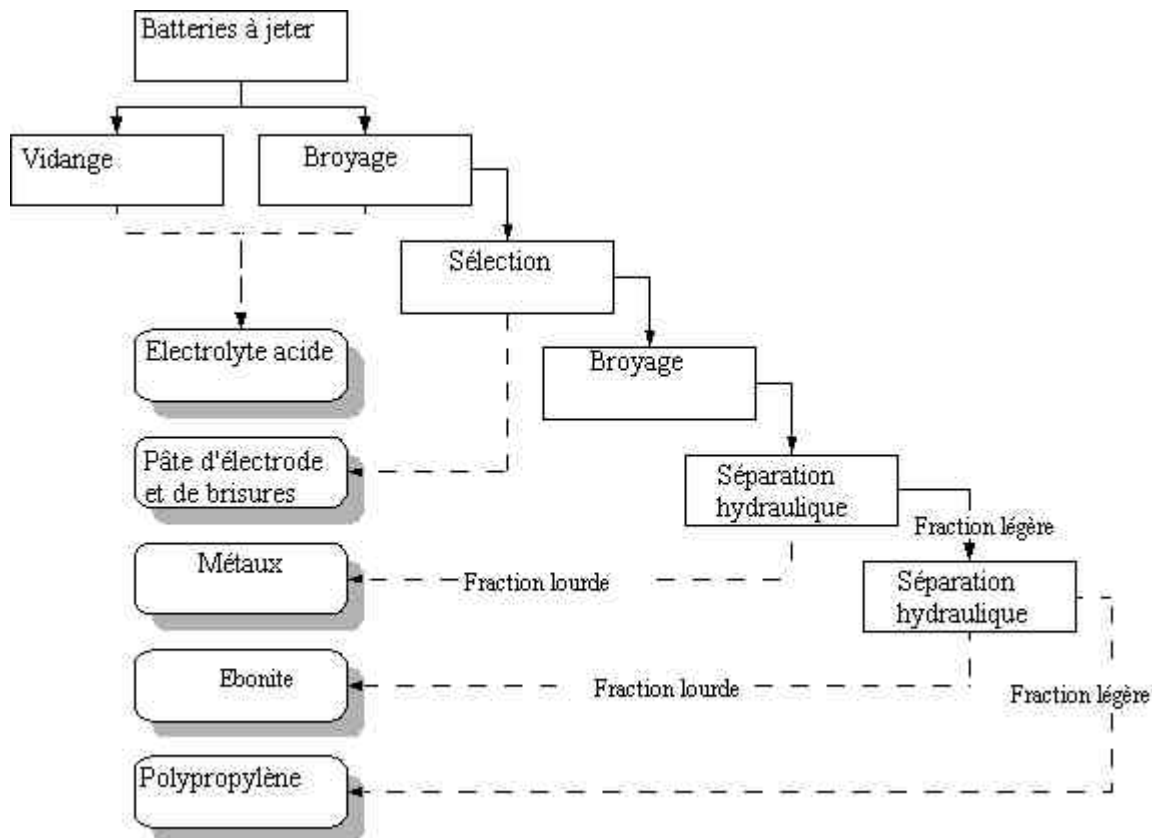 Batteries à jeter
Vidange
Broyage
Sélection
Electrolyte acide
Broyage
Pâte d'électrode
et de brisures
Séparation
hydraulique
Fraction légère
Métaux
Fraction lourde
Séparation
hydraulique
Ebonite
Fraction lourde
Fraction légère
Polypropylène